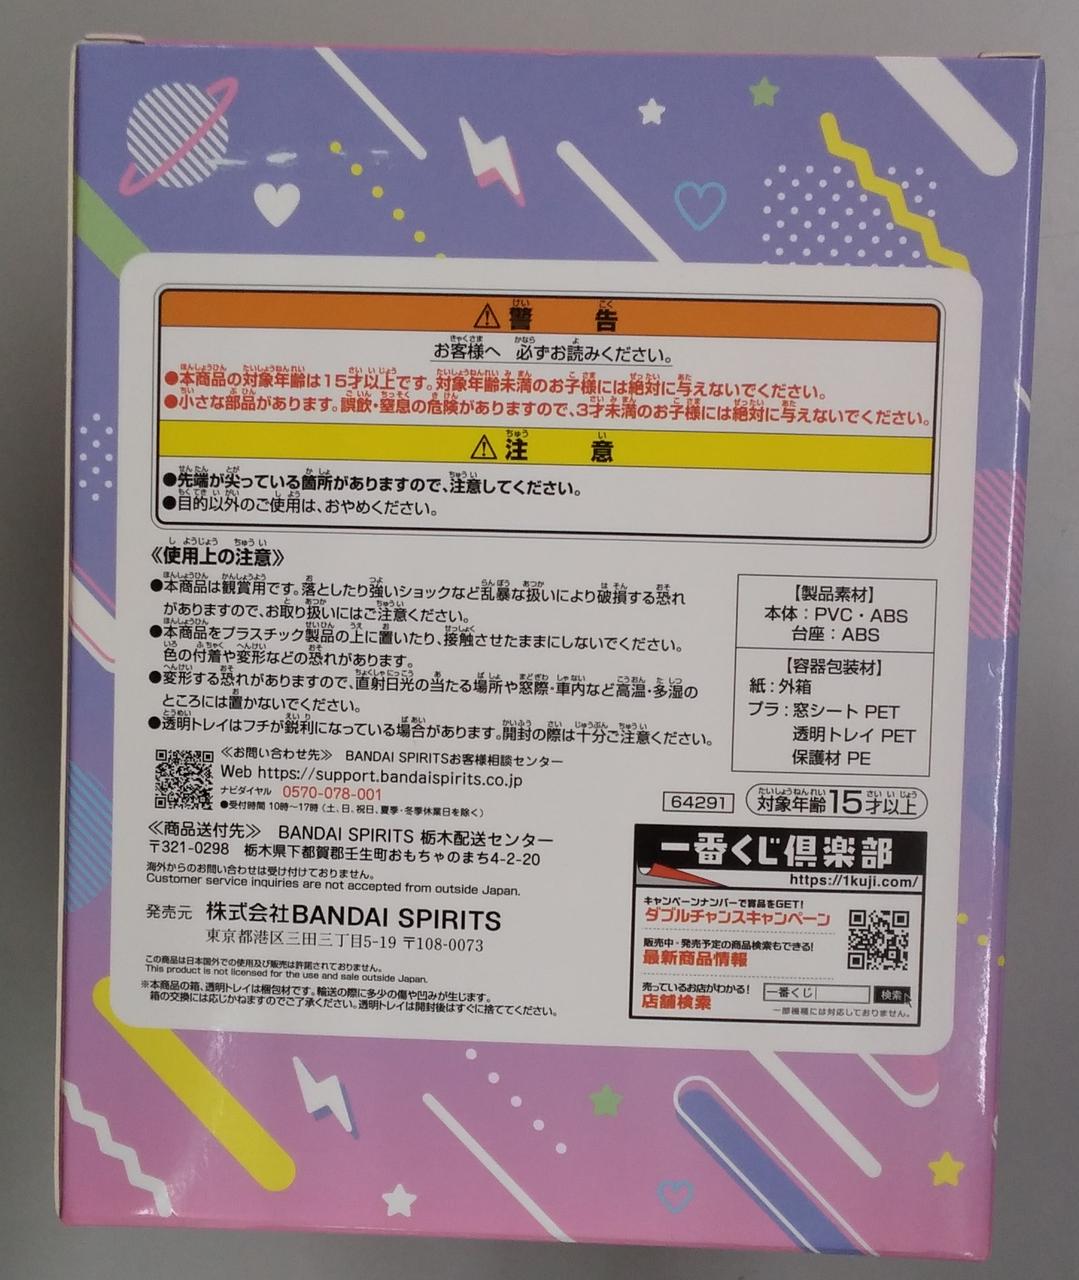 ⚠警告
お客様へ 必ずお読みください。
●本商品の対象年齢は15才以上です。対象年齢未満のお子様には絶対に与えないでください。
●小さな部品があります。誤飲・窒息の危険がありますので、3才未満のお子様には絶対に与えないでください。
⚠注意
●先端が尖っている箇所がありますので、注意してください。
●目的以外のご使用は、おやめください。
《使用上の注意》
●本商品は観賞用です。落としたり強いショックなど乱暴な扱いにより破損する恐れ
がありますので、お取り扱いにはご注意ください。
●本商品をプラスチック製品の上に置いたり、接触させたままにしないでください。
色の付着や変形などの恐れがあります。
●変形する恐れがありますので、直射日光の当たる場所や窓際・車内など高温・多湿の
ところには置かないでください。
●透明トレイはフチが鋭利になっている場合があります。開封の際は十分ご注意ください。
【製品素材】
本体：PVC・ABS
台座：ABS
【容器包装材】
紙：外箱
プラ：窓シート PET
透明トレイ PET
保護材 PE
≪お問い合わせ先≫ BANDAI SPIRITSお客様相談センター
Web https://support.bandaispirits.co.jp
ナビダイヤル 0570-078-001
●受付時間 10時〜17時（土、日、祝日、夏季・冬季休業日を除く）
64291
対象年齢15才以上
≪商品送付先≫ BANDAI SPIRITS 栃木配送センター
〒321-0298 栃木県下都賀郡壬生町おもちゃのまち4-2-20
海外からのお問い合わせは受け付けておりません。
Customer service inquiries are not accepted from outside Japan.
発売元 株式会社BANDAI SPIRITS
東京都港区三田三丁目5-19 〒108-0073
この商品は日本国外での使用及び販売は許諾されておりません。
This product is not licensed for the use and sale outside Japan.
※本商品の箱、透明トレイは梱包材です。輸送の際に多少の傷や凹みが生じます。
箱の交換には応じかねますのでご了承ください。透明トレイは開封後はすぐに捨ててください。
一番くじ倶楽部
https://1kuji.com/
キャンペーンナンバーで賞品をGET!
ダブルチャンスキャンペーン
販売中・発売予定の商品検索もできる!
最新商品情報
売っているお店がわかる!
店舗検索
一番くじ 検索
一部機種には対応しておりません。